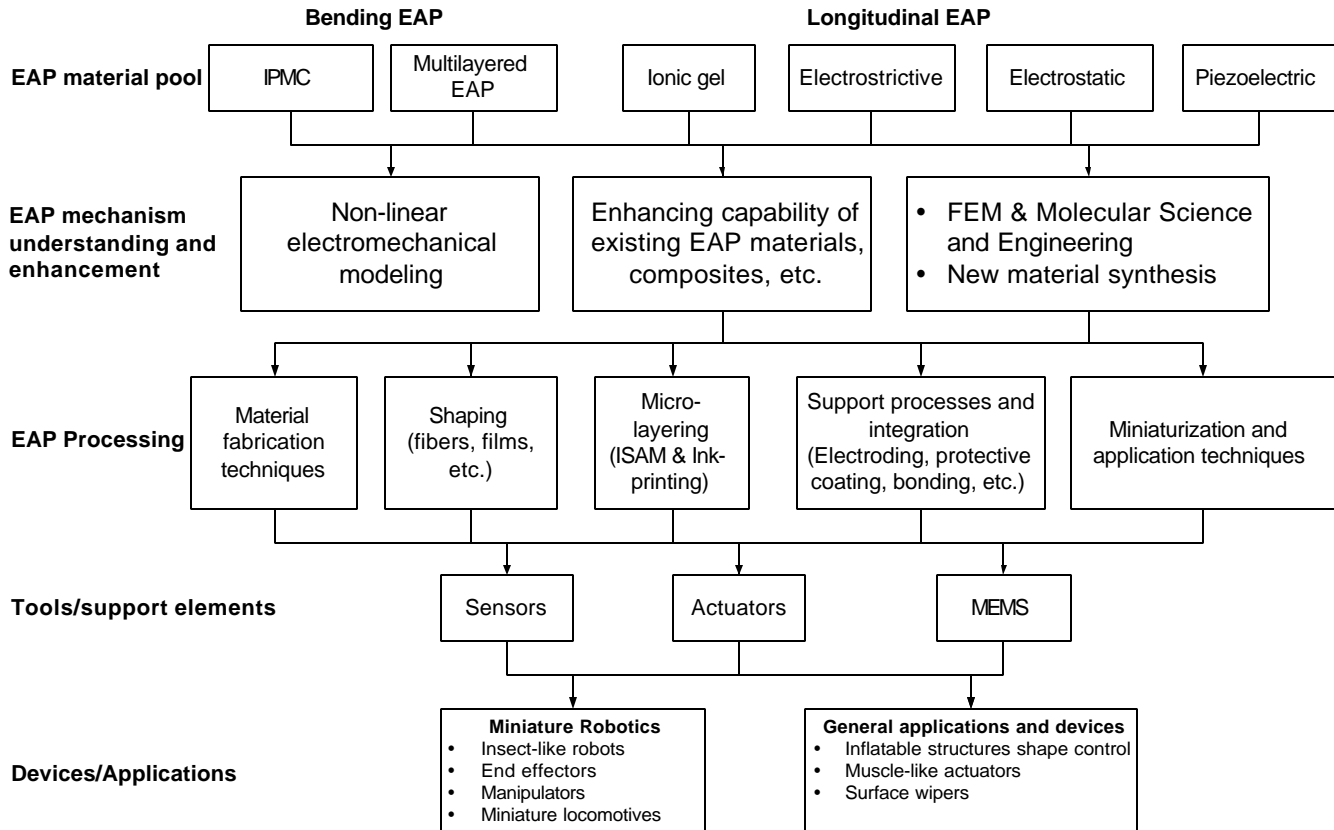 Bending EAP
Longitudinal EAP
EAP material pool
IPMC
Multilayered
EAP
Ionic gel
Electrostrictive
Electrostatic
Piezoelectric
EAP mechanism
understanding and
enhancement
Non-linear
electromechanical
modeling
Enhancing capability of
existing EAP materials,
composites, etc.
• FEM & Molecular Science
and Engineering
• New material synthesis
EAP Processing
Material
fabrication
techniques
Shaping
(fibers, films,
etc.)
Micro-
layering
(ISAM & Ink-
printing)
Support processes and
integration
(Electroding, protective
coating, bonding, etc.)
Miniaturization and
application techniques
Tools/support elements
Sensors
Actuators
MEMS
Devices/Applications
Miniature Robotics
• Insect-like robots
• End effectors
• Manipulators
• Miniature locomotives
General applications and devices
• Inflatable structures shape control
• Muscle-like actuators
• Surface wipers